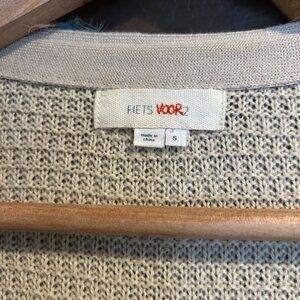 FIETS VOOR2
made in
china
S